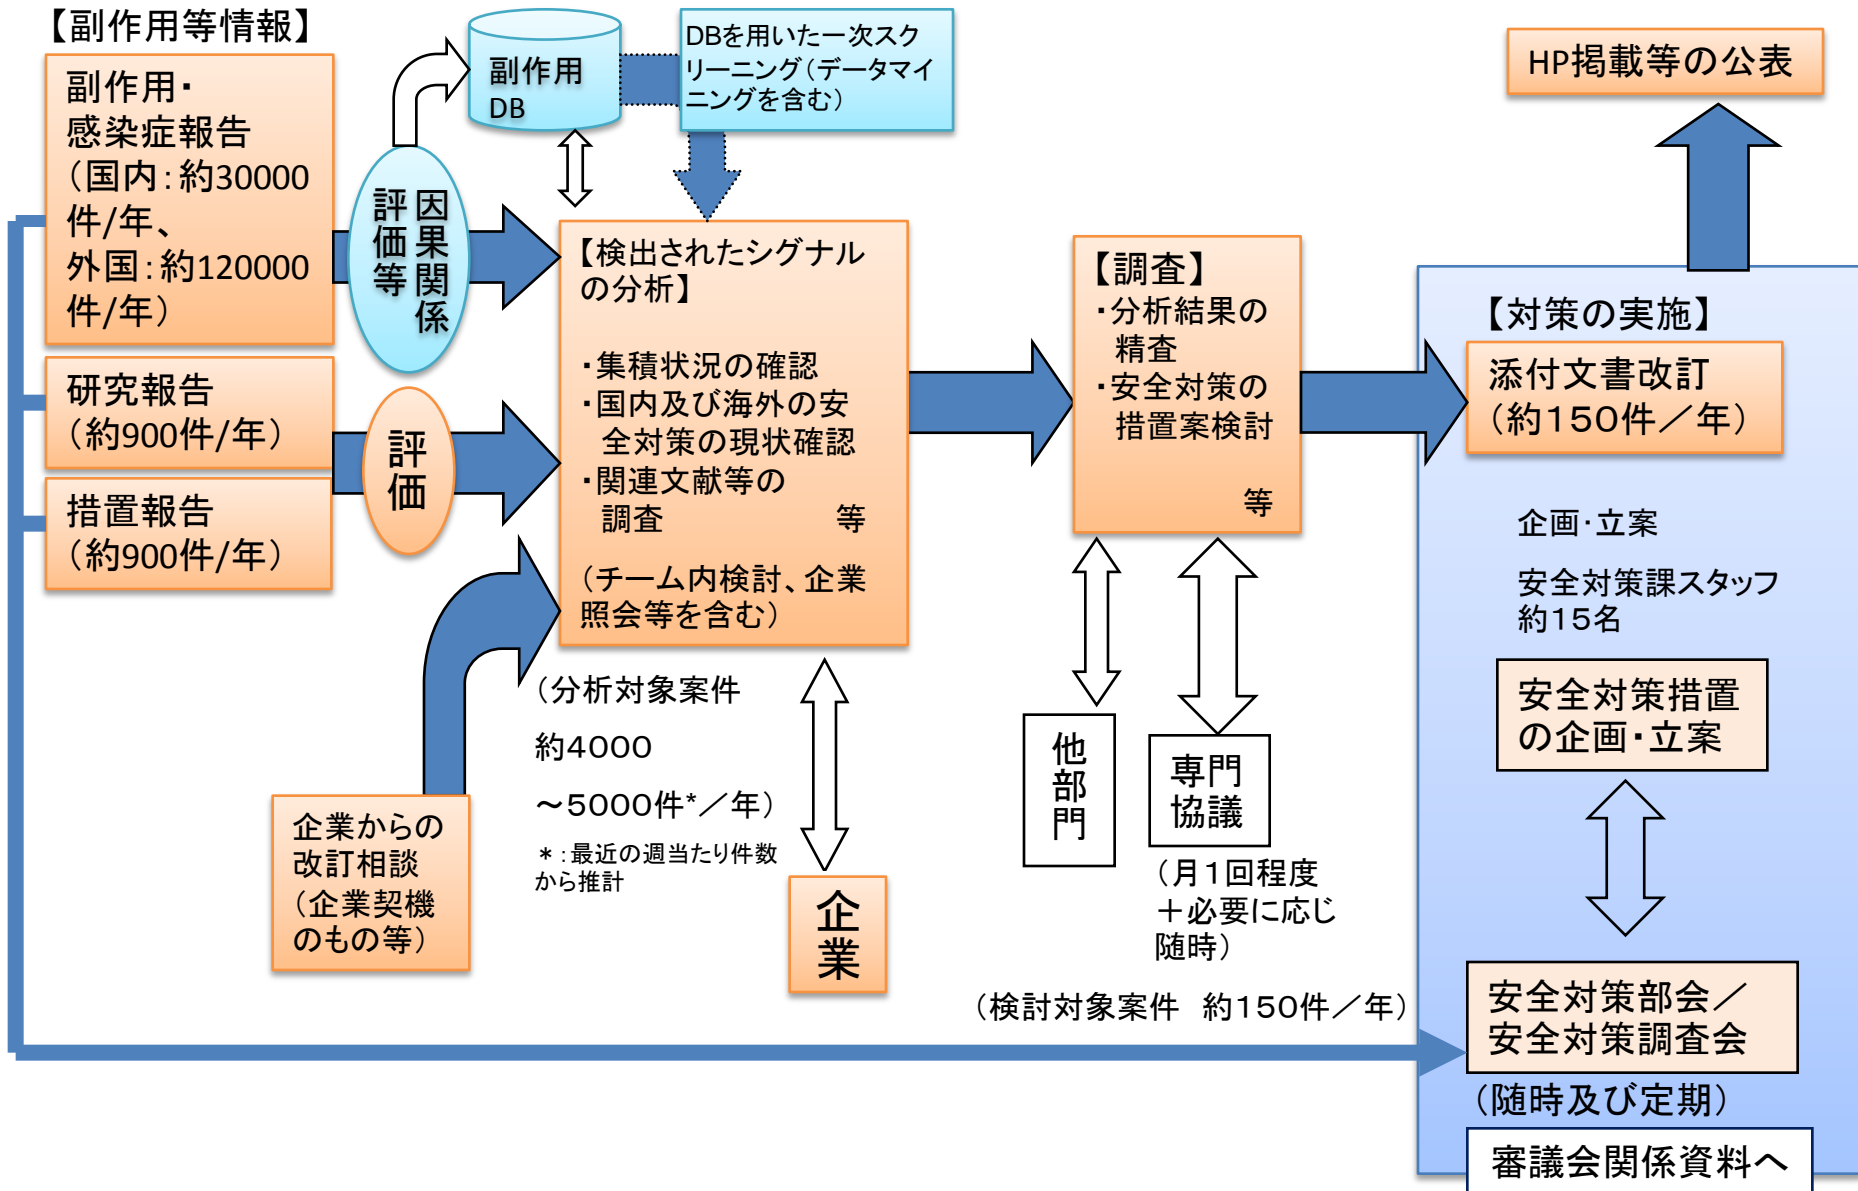 【副作用等情報】
副作用・
感染症報告
（国内：約30000
件/年、
外国：約120000
件/年）
研究報告
（約900件/年）
措置報告
（約900件/年）
因果関係
評価等
評価
副作用
DB
DBを用いた一次スク
リーニング（データマイ
ニングを含む）
【検出されたシグナル
の分析】
・集積状況の確認
・国内及び海外の安
全対策の現状確認
・関連文献等の
調査　　　　　等
（チーム内検討、企業
照会等を含む）
企業からの
改訂相談
（企業契機
のもの等）
（分析対象案件
約4000
～5000件*／年）
*：最近の週当たり件数
から推計
企業
【調査】
・分析結果の
精査
・安全対策の
措置案検討
等
他部門
専門
協議
（月１回程度
＋必要に応じ
随時）
（検討対象案件　約150件／年）
HP掲載等の公表
【対策の実施】
添付文書改訂
（約１５０件／年）
企画・立案
安全対策課スタッフ
約１５名
安全対策措置
の企画・立案
安全対策部会／
安全対策調査会
（随時及び定期）
審議会関係資料へ